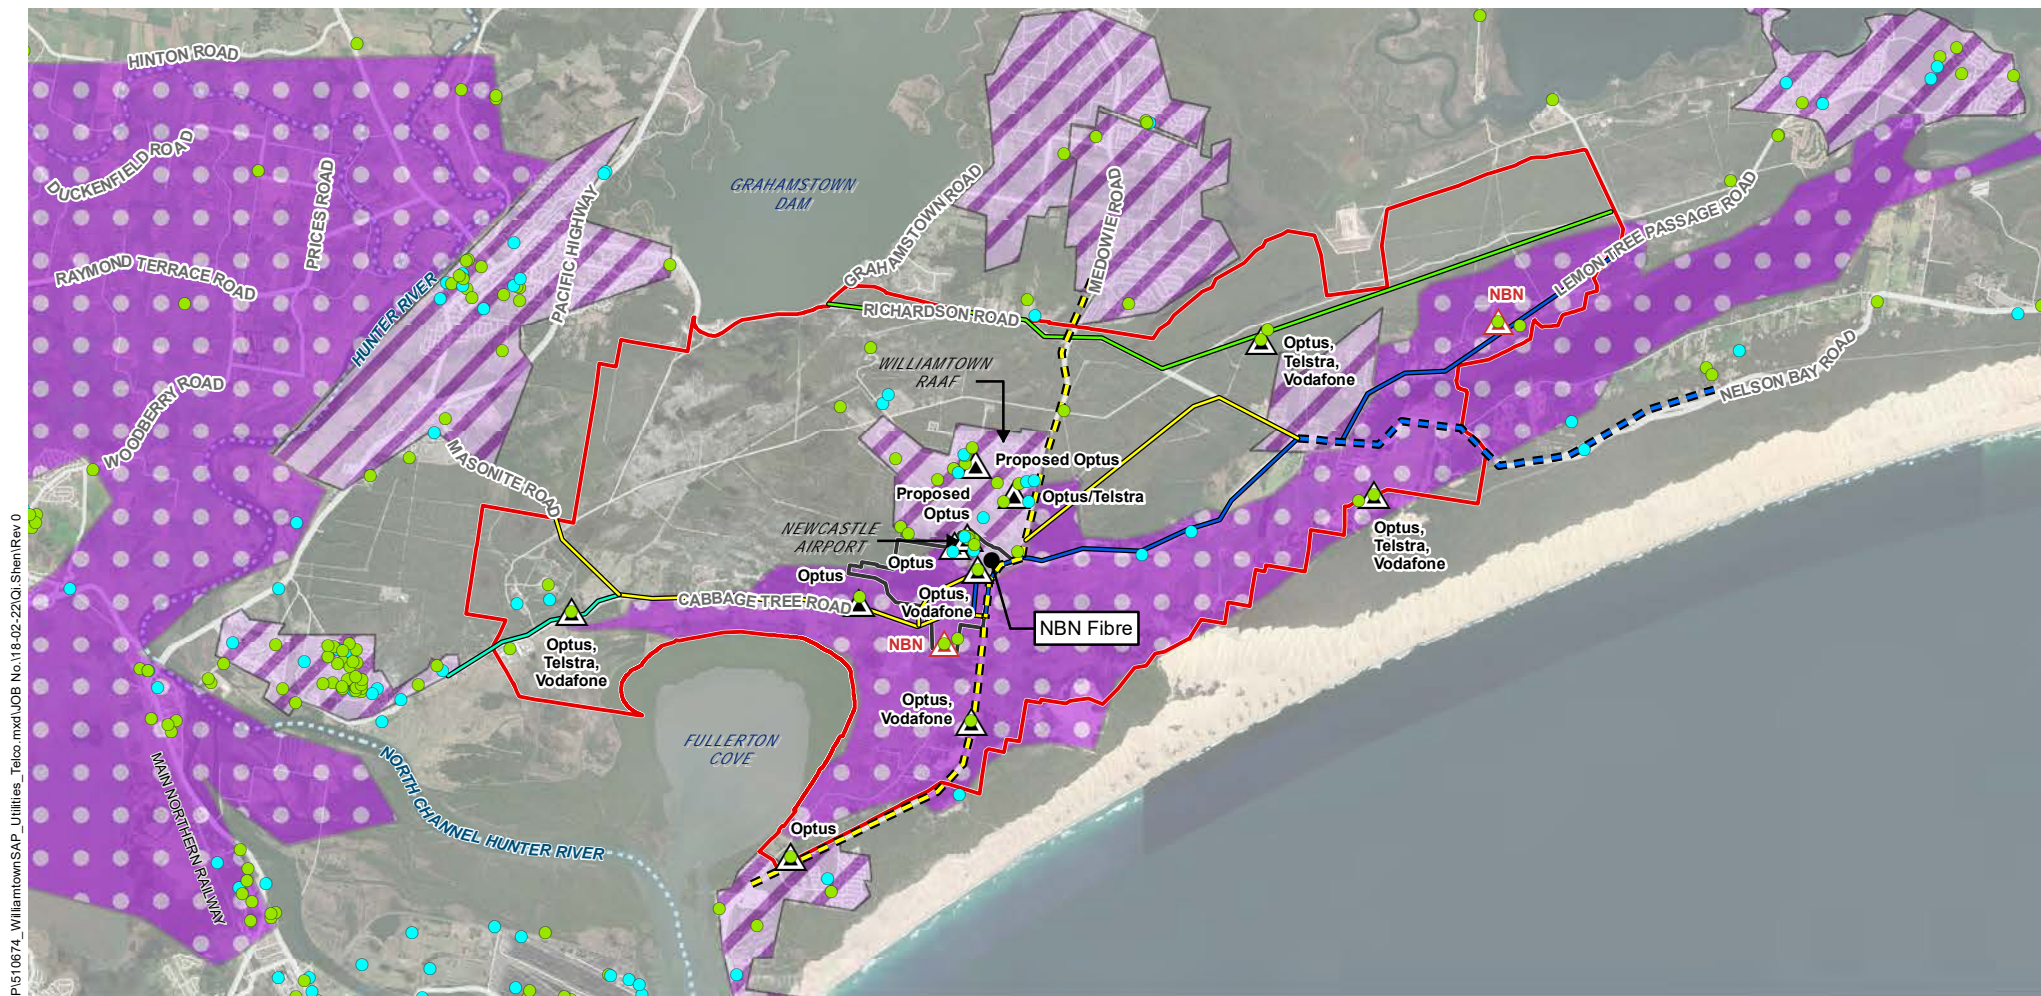 HINTON ROAD
DUCKENFIELD ROAD
PRICES ROAD
RAYMOND TERRACE ROAD
WOODBERRY ROAD
HUNTER RIVER
PACIFIC HIGHWAY
MASONITE ROAD
GRAHAMSTOWN
DAM
GRAHAMSTOWN ROAD
MEDOWIE ROAD
RICHARDSON ROAD
LEMON TREE PASSAGE ROAD
NELSON BAY ROAD
NBN
Optus,
Telstra,
Vodafone
WILLIAMTOWN
RAAF
Proposed Optus
Proposed
Optus
Optus/Telstra
NEWCASTLE
AIRPORT
Optus
Optus
Optus,
Vodafone
Optus,
Telstra,
Vodafone
CABBAGE TREE ROAD
NBN Fibre
NBN
Optus,
Telstra,
Vodafone
Optus,
Vodafone
FULLERTON
COVE
Optus
NORTH CHANNEL HUNTER RIVER
MAIN NORTHERN RAILWAY
P\510674_WilliamtownSAP_Utilities_Telco.mxd\JOB No.\18-02-22\Qi.Shen\Rev 0